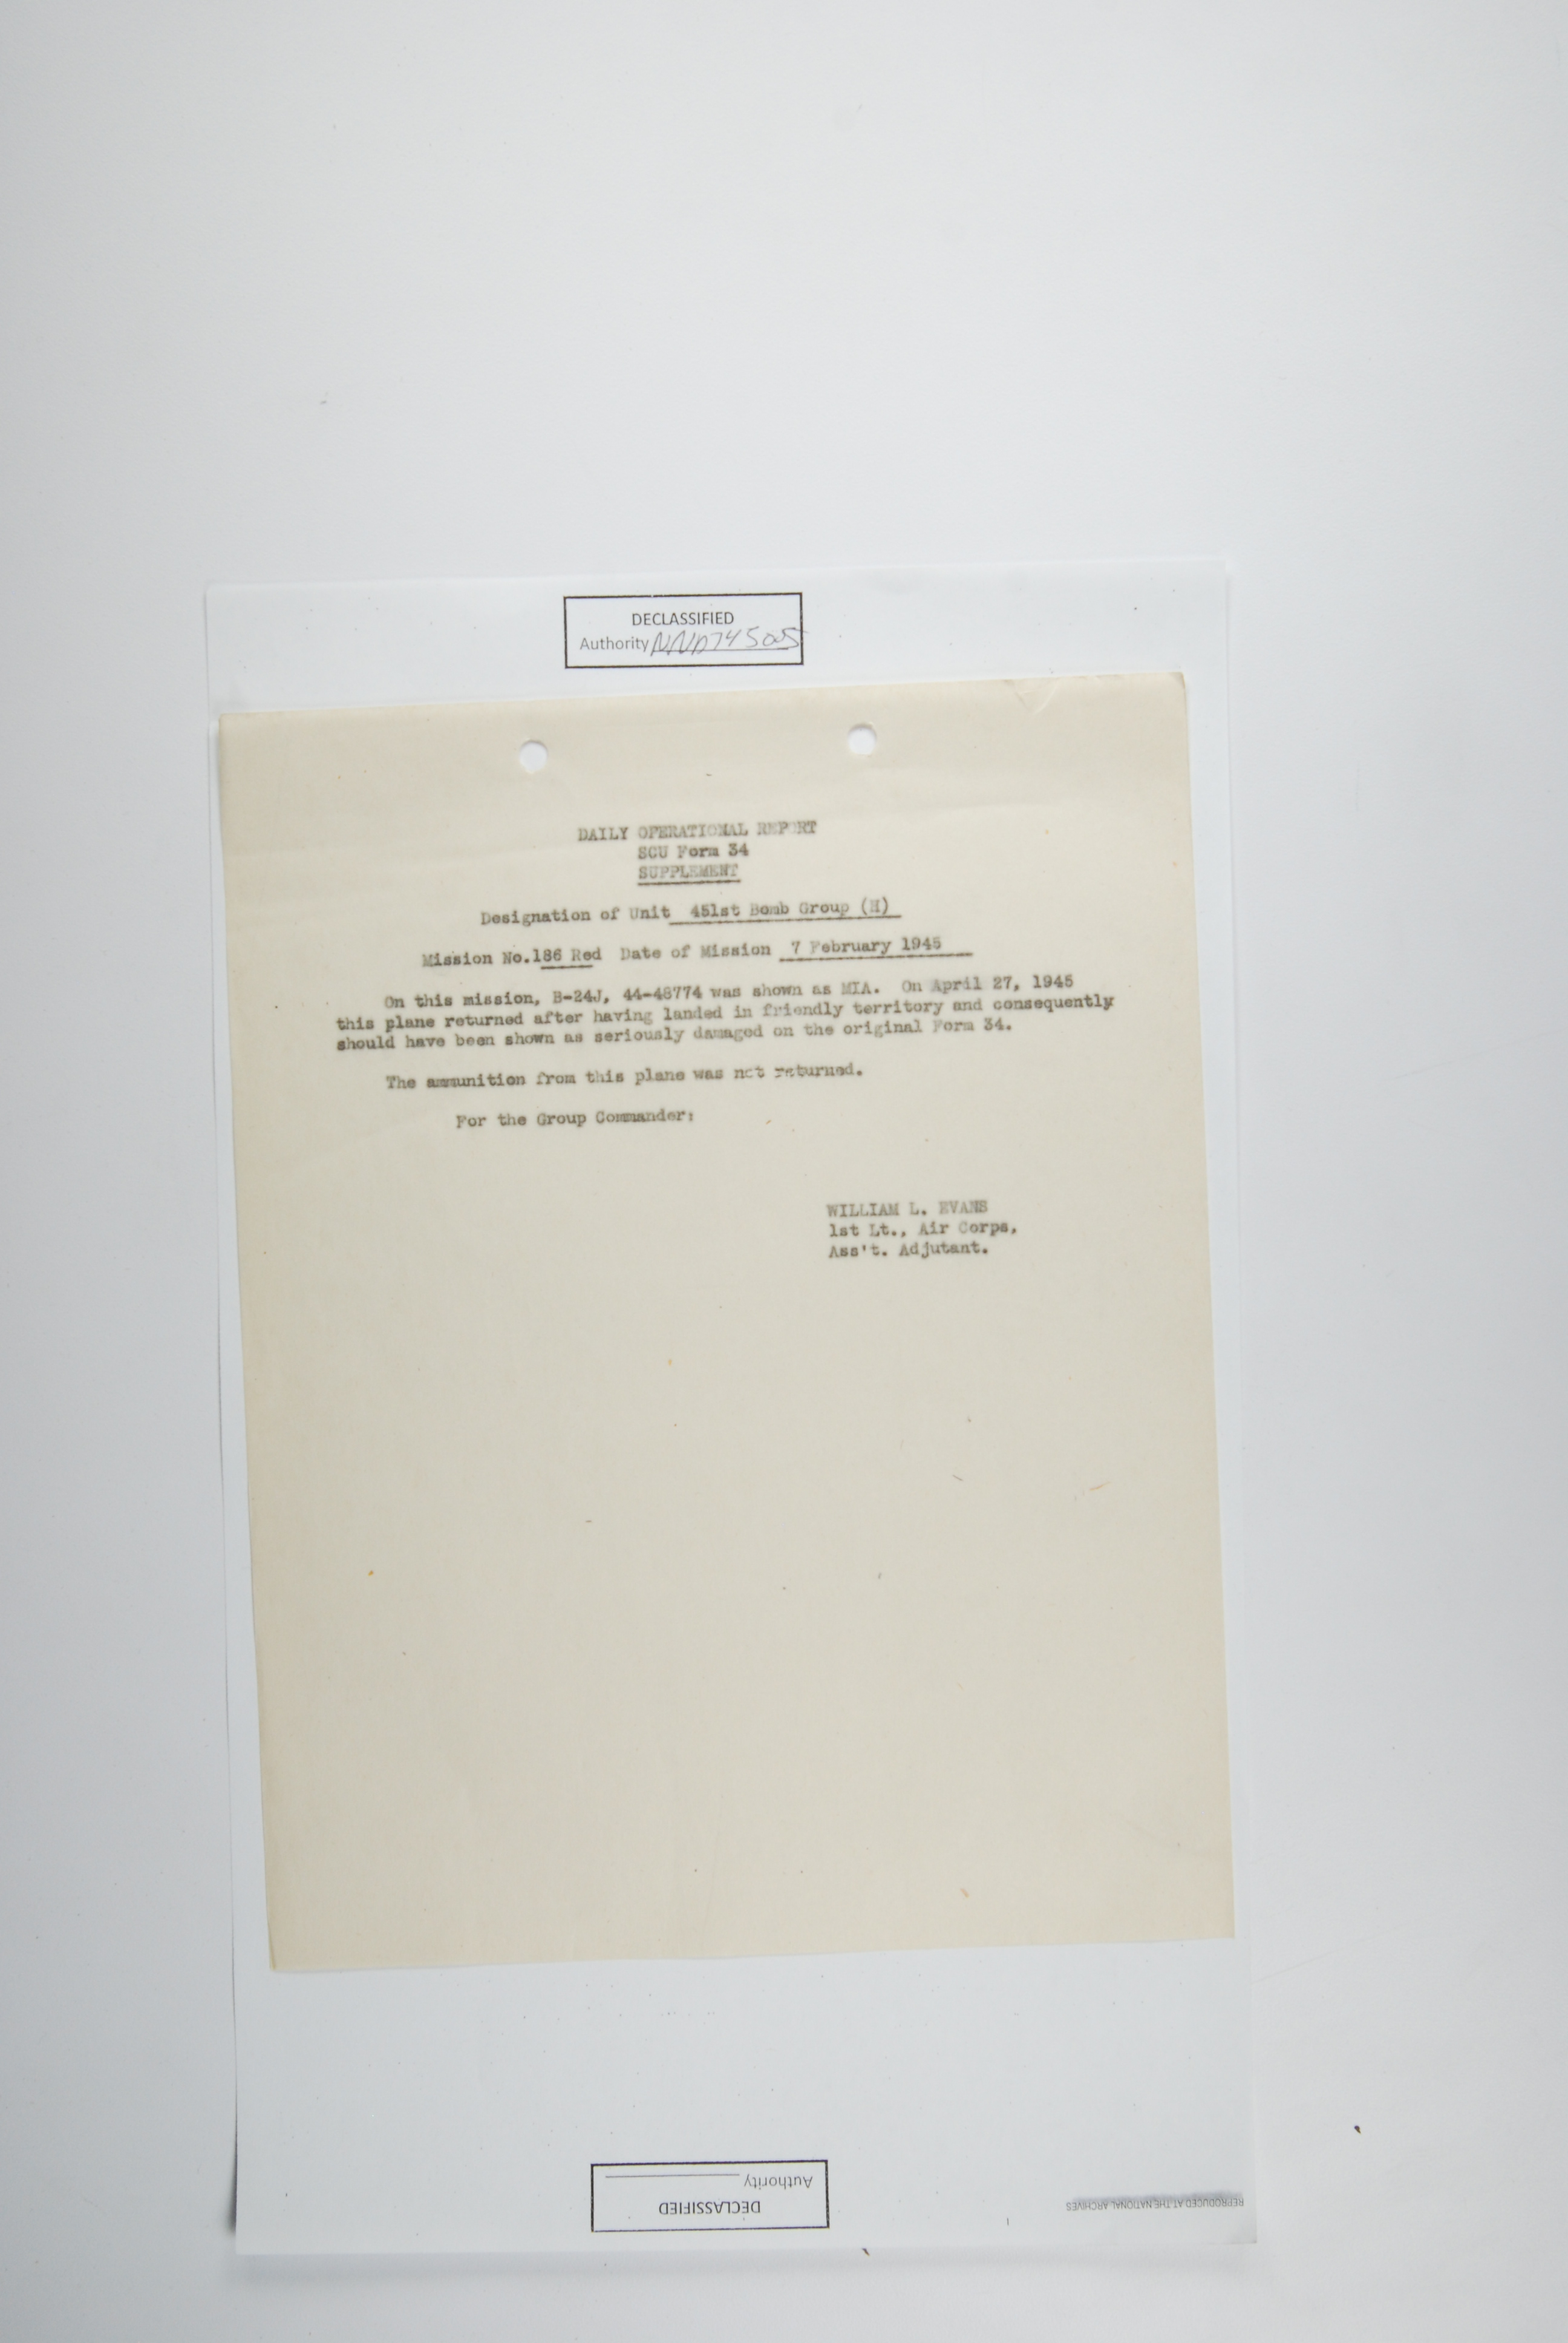 DECLASSIFIED
Authority NND745005
DAILY OPERATIONAL REPORT
SCU Form 34
SUPPLEMENT
Designation of Unit 451st Bomb Group (H)
Mission No.186 Red Date of Mission 7 February 1945
On this mission, B-24J, 44-48774 was shown as MIA. On April 27, 1945
this plane returned after having landed in friendly territory and consequently
should have been shown as seriously damaged on the original Form 34.
The ammunition from this plane was not returned.
For the Group Commander:
WILLIAM L. EVANS
1st Lt., Air Corps,
Ass't. Adjutant.
REPRODUCED AT THE NATIONAL ARCHIVES
DECLASSIFIED
Authority